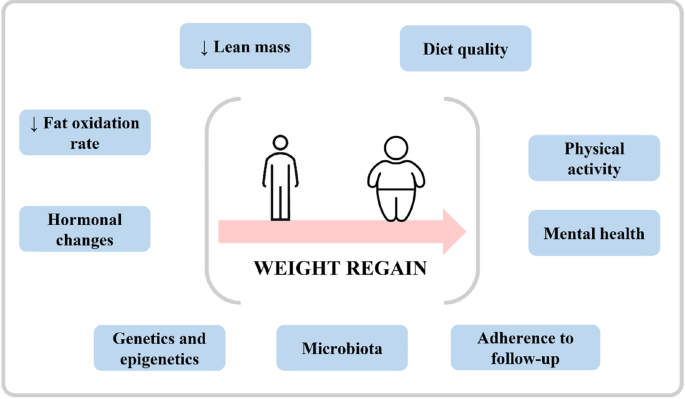 ↓ Lean mass
Diet quality
↓ Fat oxidation
rate
Physical
activity
Hormonal
changes
Mental health
WEIGHT REGAIN
Genetics and
epigenetics
Microbiota
Adherence to
follow-up